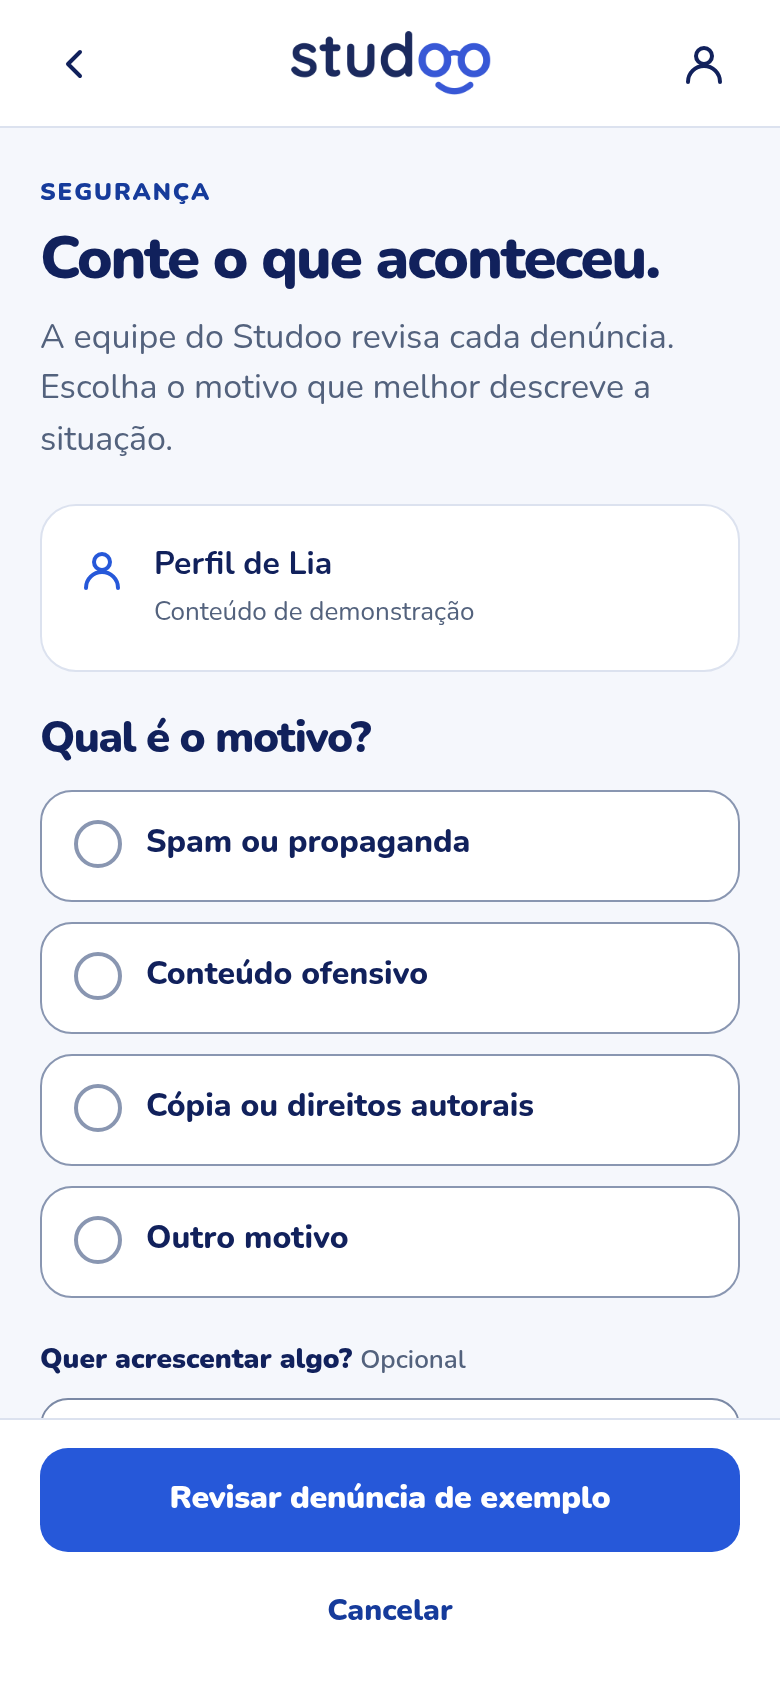 studoo
SEGURANÇA
Conte o que aconteceu.
A equipe do Studoo revisa cada denúncia.
Escolha o motivo que melhor descreve a
situação.
Perfil de Lia
Conteúdo de demonstração
Qual é o motivo?
Spam ou propaganda
Conteúdo ofensivo
Cópia ou direitos autorais
Outro motivo
Quer acrescentar algo? Opcional
Revisar denúncia de exemplo
Cancelar